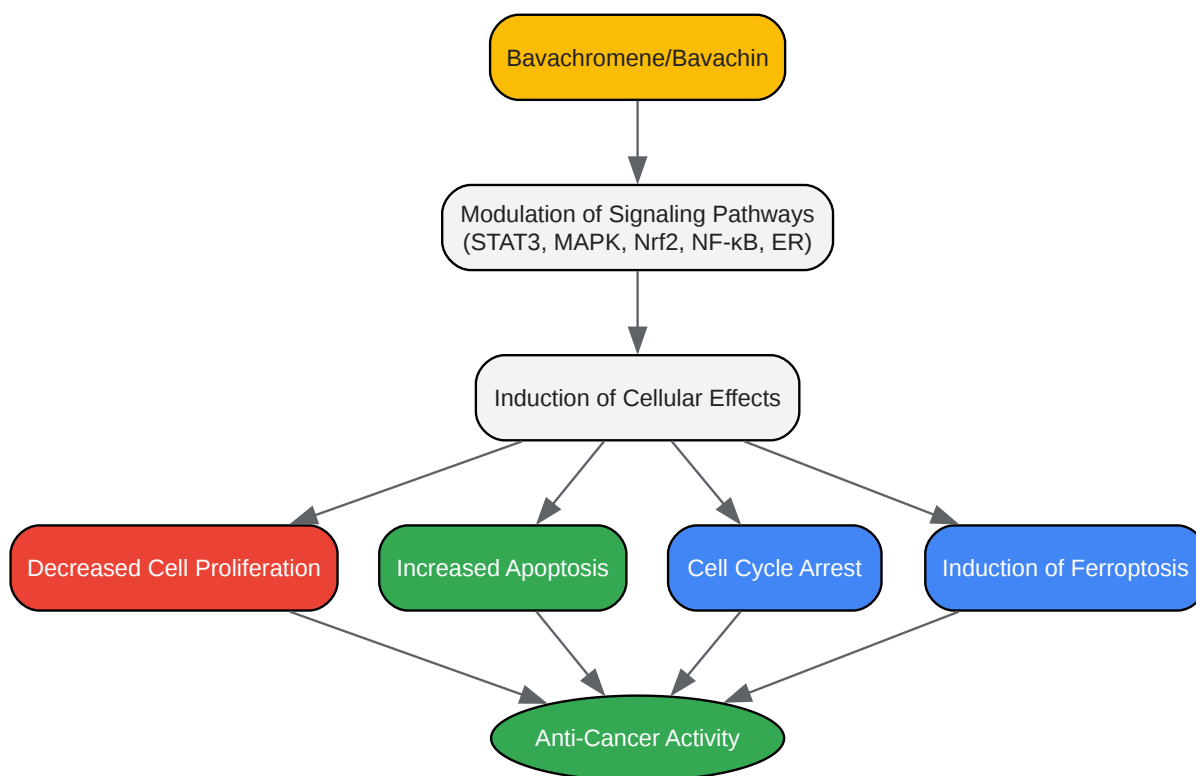 Bavachromene/Bavachin
Modulation of Signaling Pathways
(STAT3, MAPK, Nrf2, NF-κB, ER)
Induction of Cellular Effects
Decreased Cell Proliferation
Increased Apoptosis
Cell Cycle Arrest
Induction of Ferroptosis
Anti-Cancer Activity